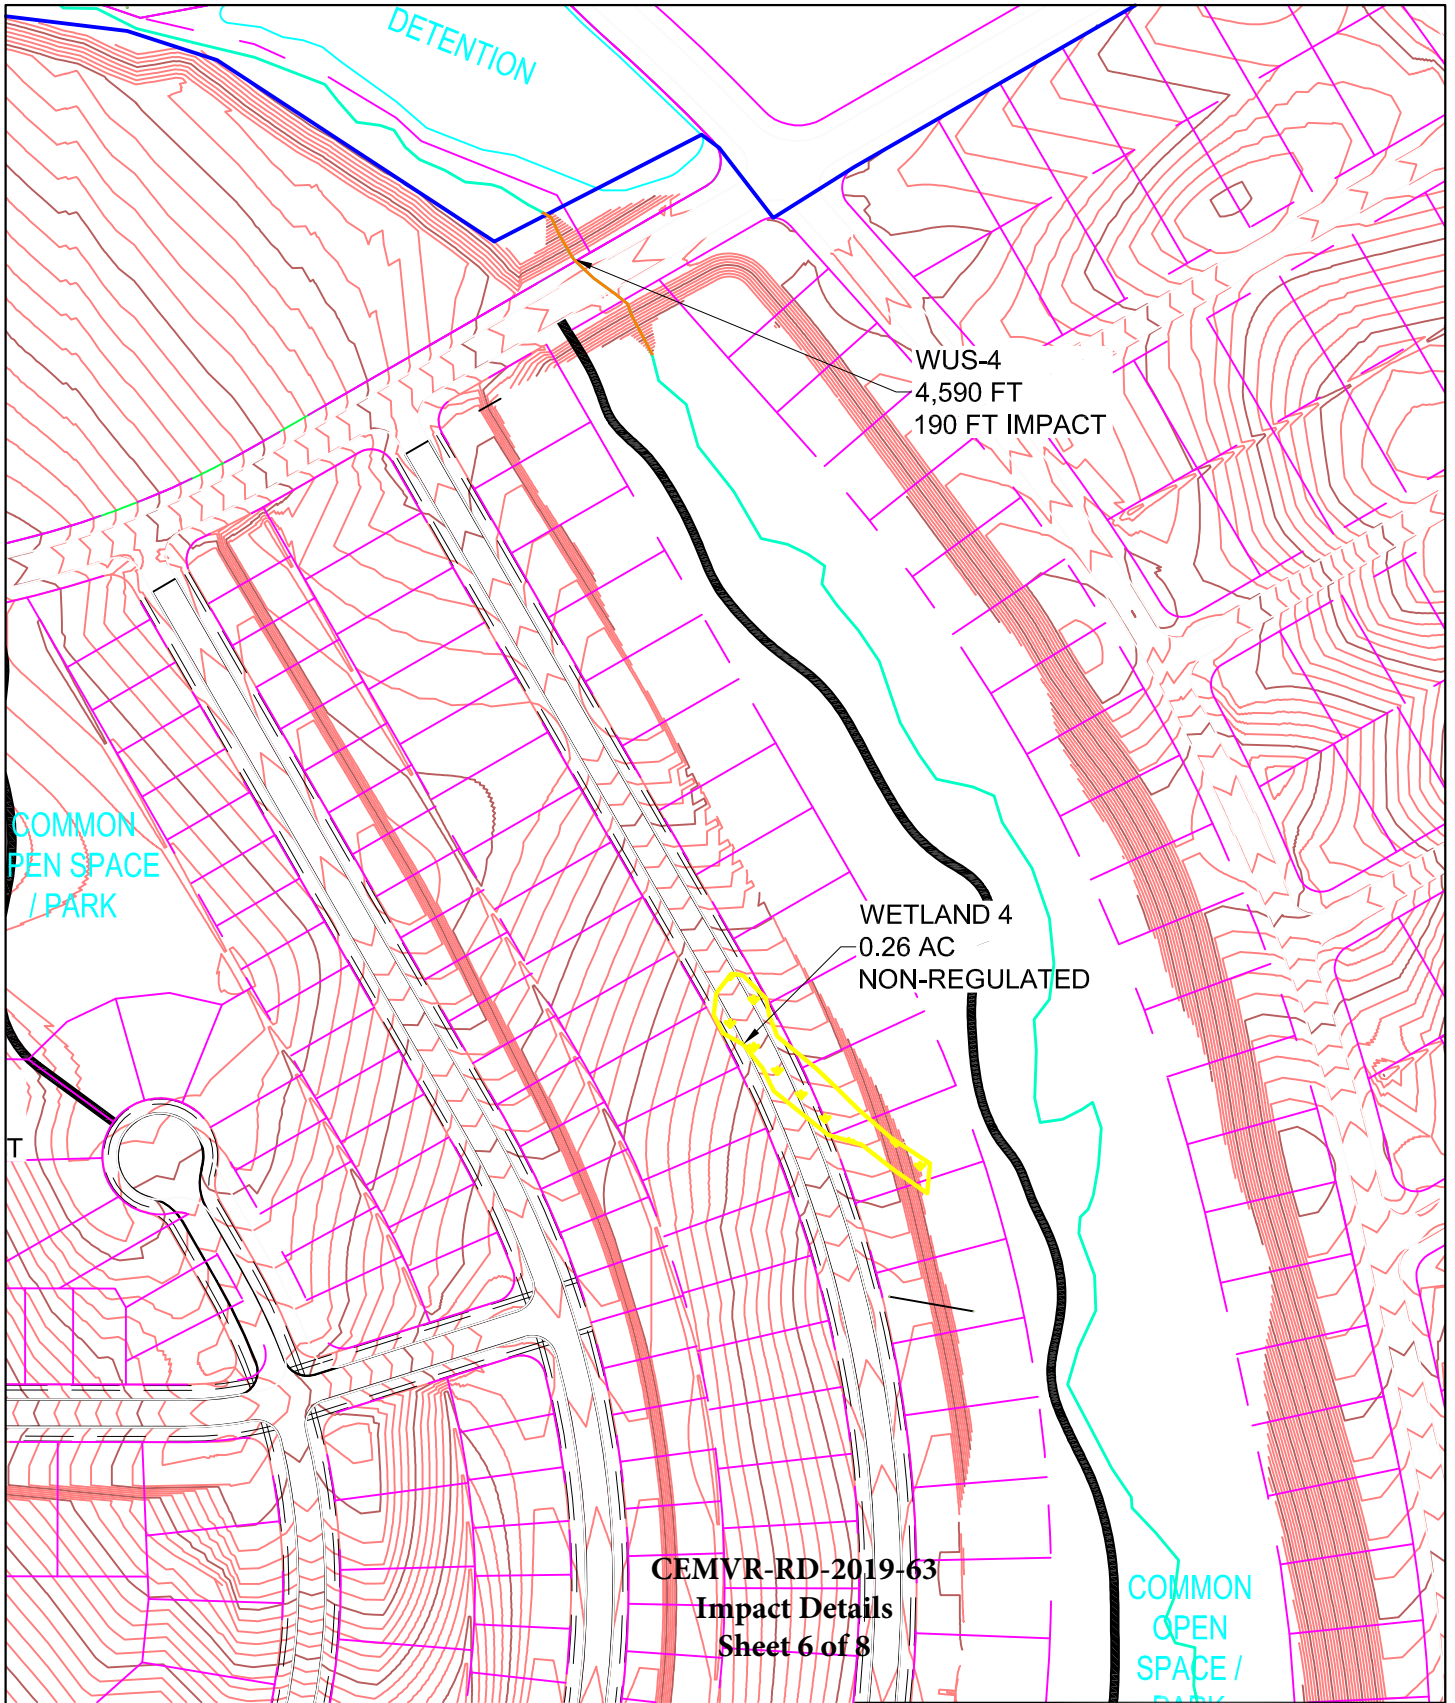 DETENTION
WUS-4
4,590 FT
190 FT IMPACT
COMMON
PEN SPACE
/ PARK
WETLAND 4
0.26 AC
NON-REGULATED
T
CEMVR-RD-2019-63
Impact Details
Sheet 6 of 8
COMMON
OPEN
SPACE /
PARK